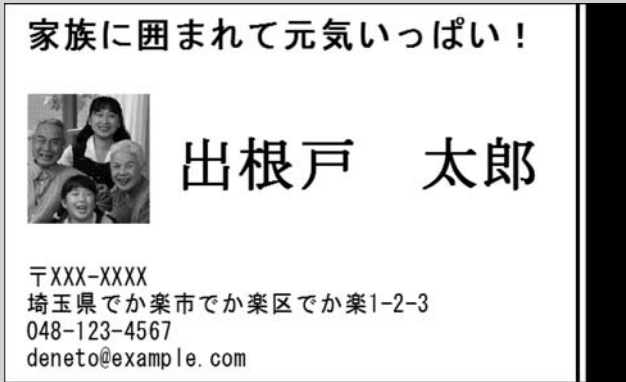 家族に囲まれて元気いっぱい！
出根戸　太郎
〒XXX-XXXX
埼玉県でか楽市でか楽区でか楽1-2-3
048-123-4567
deneto@example.com